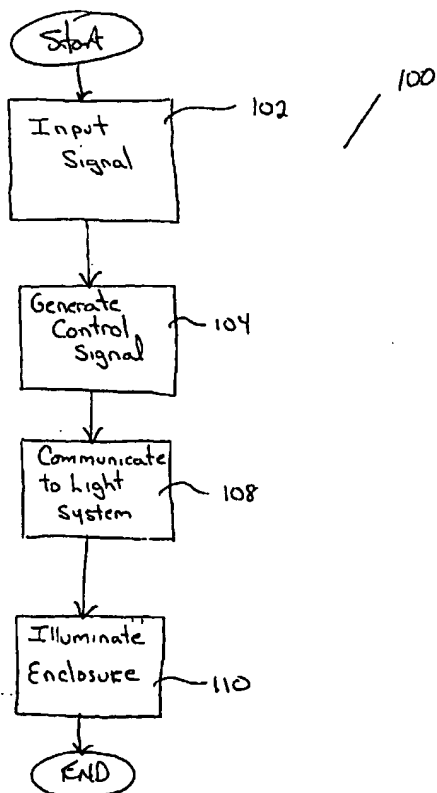 Start
100
102
Input
Signal
Generate
Control
Signal
104
Communicate
to Light
System
108
Illuminate
Enclosure
110
END